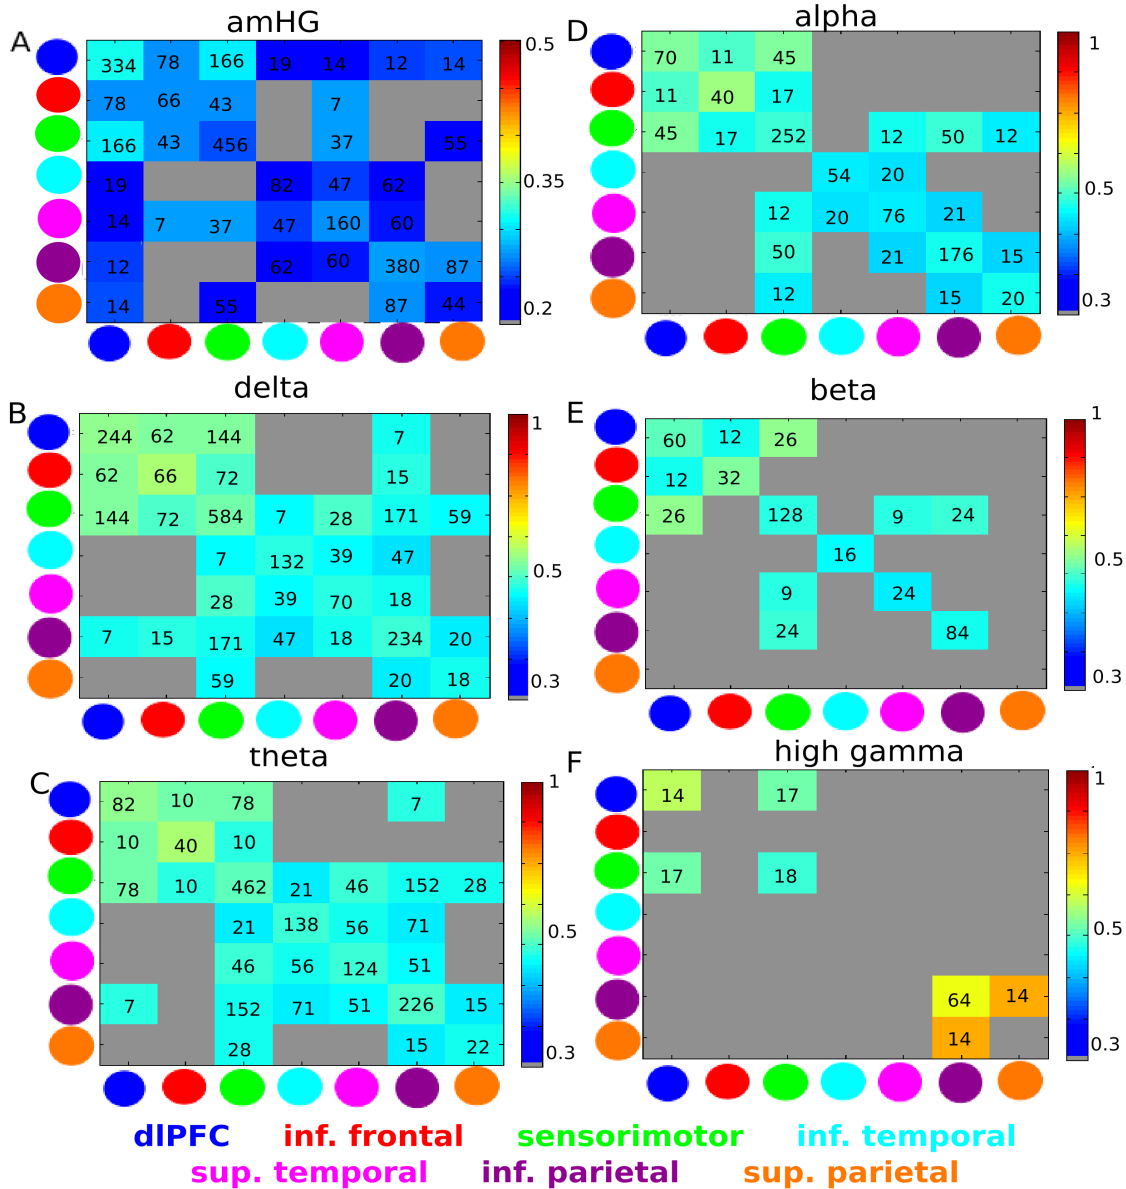 A
amHG
334 78 166 19 14 12 14
78 66 43 7
166 43 456 37 55
19 82 47 62
14 7 37 47 160 60
12 62 60 380 87
14 55 87 44
0.5
0.35
0.2
D
alpha
70 11 45
11 40 17
45 17 252 12 50 12
54 20
12 20 76 21
50 21 176 15
12 15 20
1
0.5
0.3
B
delta
244 62 144 7
62 66 72 15
144 72 584 7 28 171 59
7 132 39 47
28 39 70 18
7 15 171 47 18 234 20
59 20 18
1
0.5
0.3
E
beta
60 12 26
12 32
26 128 9 24
16
9 24
24 84
1
0.5
0.3
C
theta
82 10 78 7
10 40 10
78 10 462 21 46 152 28
21 138 56 71
46 56 124 51
7 152 71 51 226 15
28 15 22
1
0.5
0.3
F
high gamma
14 17
17 18
64 14
14
1
0.5
0.3
dlPFC inf. frontal sensorimotor inf. temporal
sup. temporal inf. parietal sup. parietal